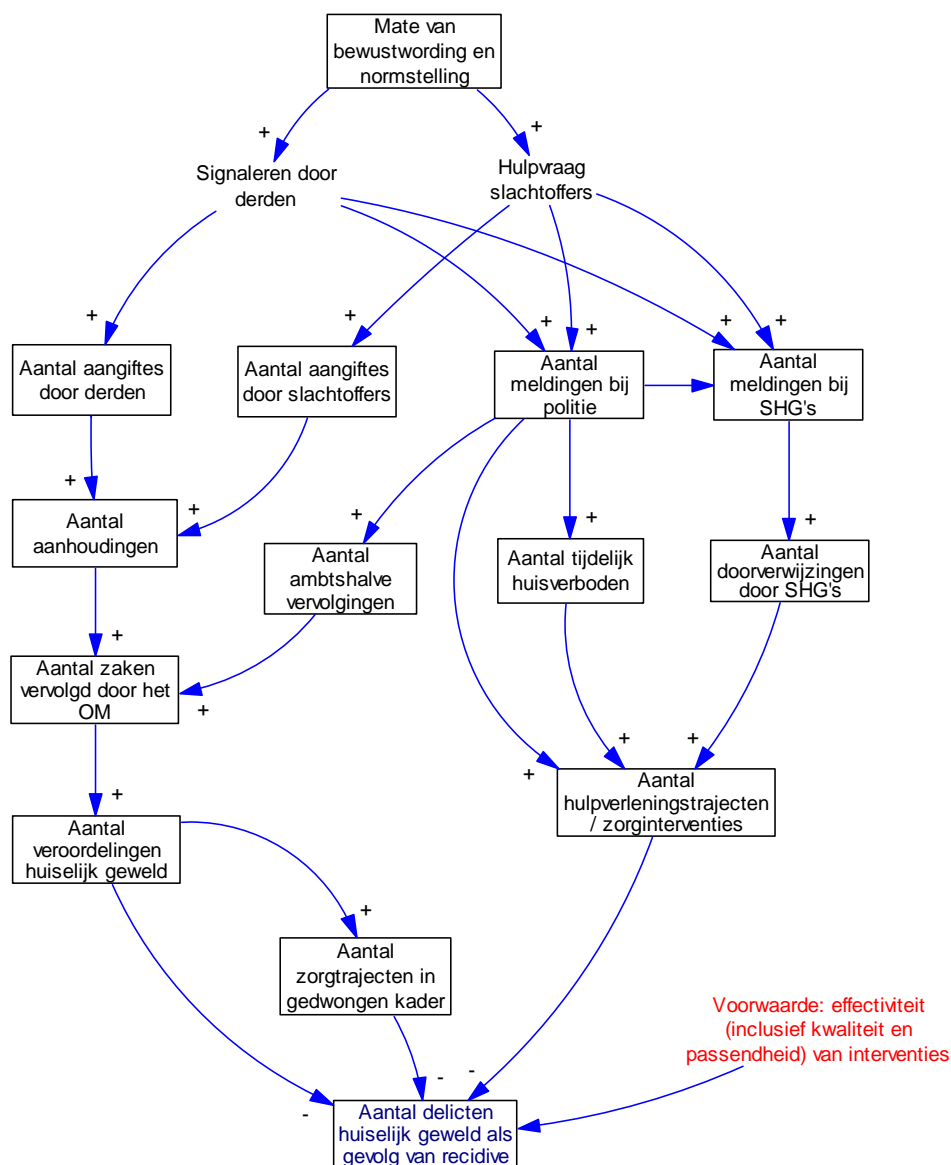 Mate van
bewustwording en
normstelling
+
+
Signaleren door
derden
Hulpvraag
slachtoffers
+
+
+
+
+
+
Aantal aangiftes
door derden
Aantal aangiftes
door slachtoffers
Aantal
meldingen bij
politie
Aantal
meldingen bij
SHG's
+
+
+
+
+
Aantal
aanhoudingen
Aantal
ambtshalve
vervolgingen
Aantal tijdelijk
huisverboden
Aantal
doorverwijzingen
door SHG's
+
+
Aantal zaken
vervolgd door het
OM
+
+
+
+
Aantal
hulpverleningstrajecten
/ zorginterventies
Aantal
veroordelingen
huiselijk geweld
+
Aantal
zorgtrajecten in
gedwongen kader
Voorwaarde: effectiviteit
(inclusief kwaliteit en
passendheid) van interventies
-
-
-
Aantal delicten
huiselijk geweld als
gevolg van recidive